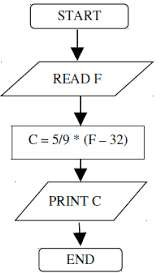 START
READ F
C = 5/9 * (F – 32)
PRINT C
END